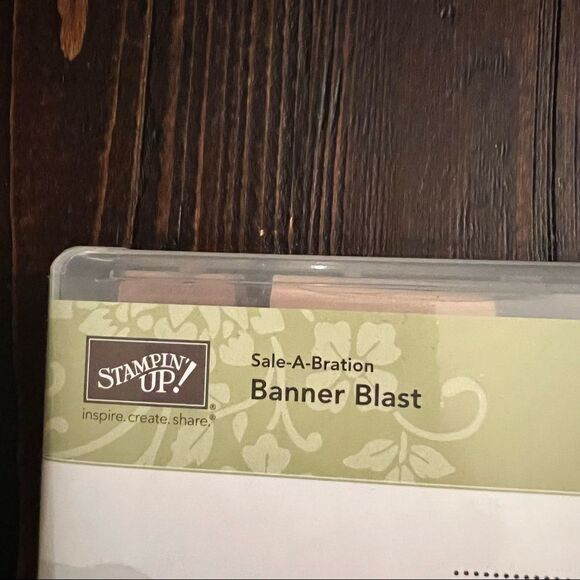 STAMPIN' UP!®
inspire. create. share.®
Sale-A-Bration
Banner Blast